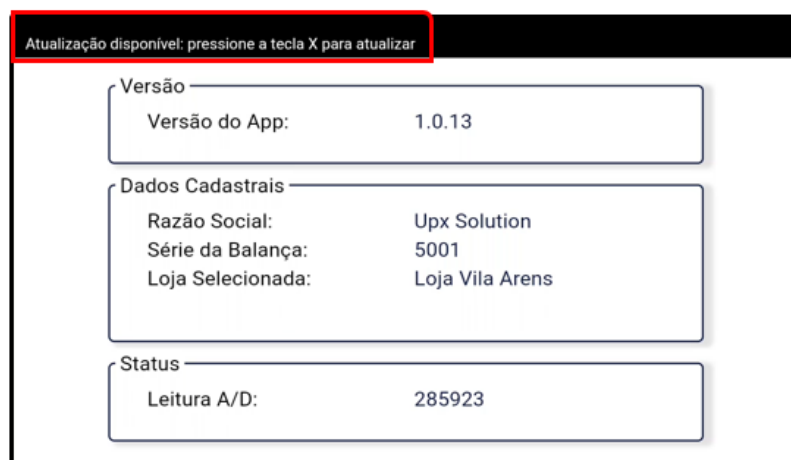 Atualização disponível: pressione a tecla X para atualizar
Versão
Versão do App: 1.0.13
Dados Cadastrais
Razão Social: Upx Solution
Série da Balança: 5001
Loja Selecionada: Loja Vila Arens
Status
Leitura A/D: 285923